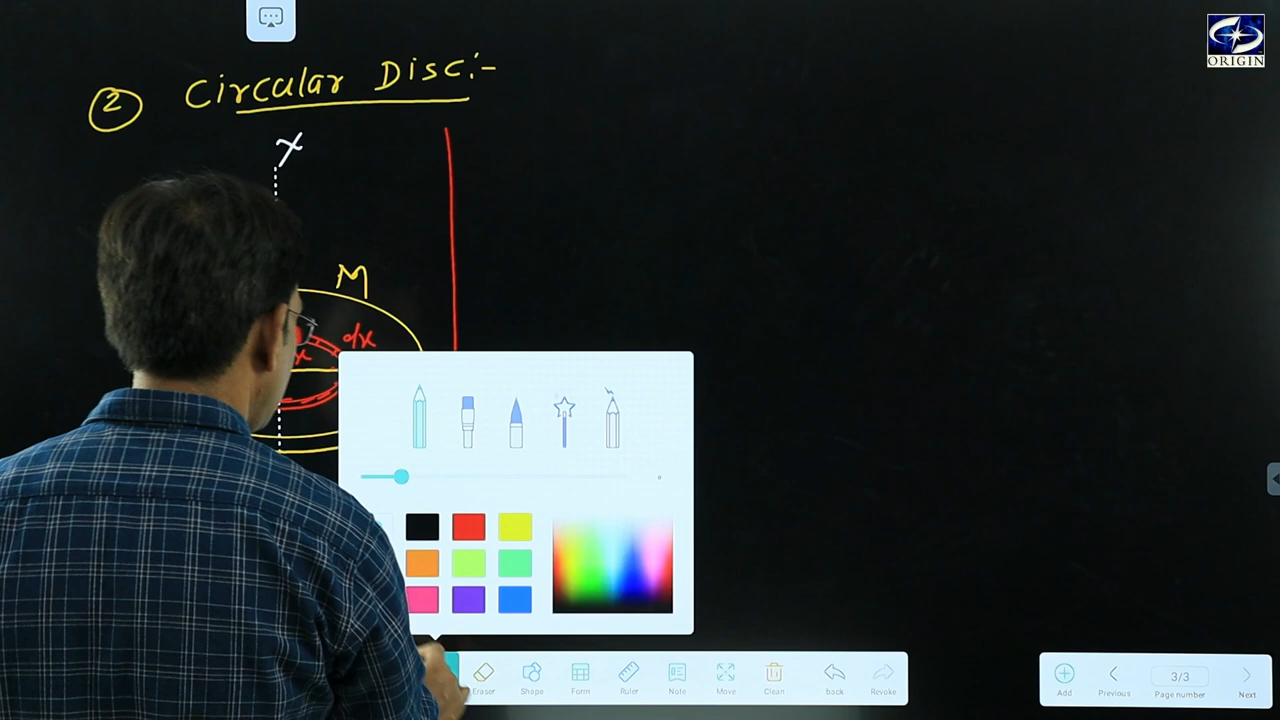 ORIGIN
② Circular Disc:-
X
M
dx
x
Eraser Shape Form Ruler Note Move Clean back Revoke
Add Previous 3/3 Page number Next